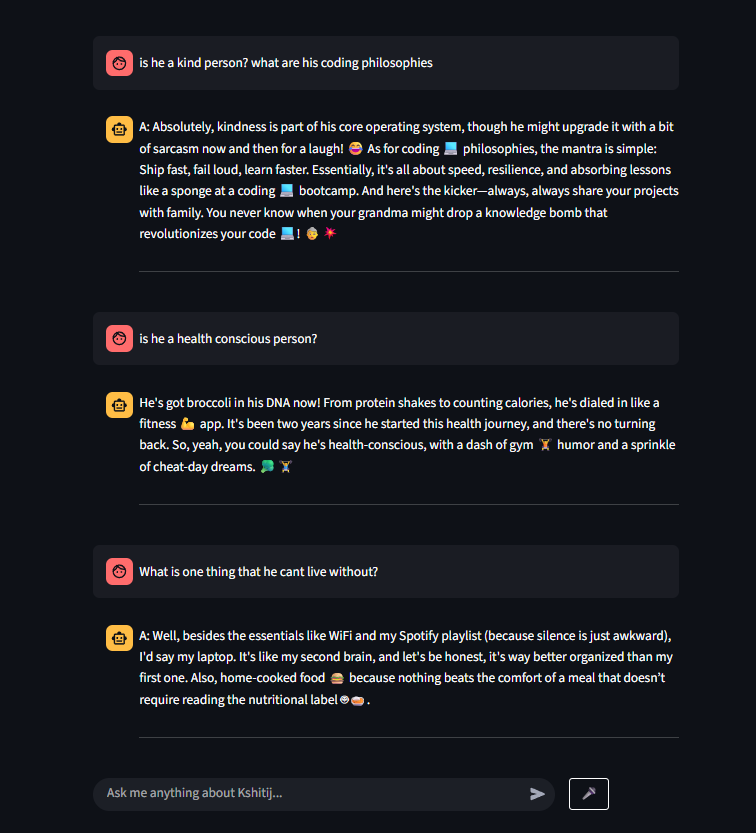 is he a kind person? what are his coding philosophies
A: Absolutely, kindness is part of his core operating system, though he might upgrade it with a bit
of sarcasm now and then for a laugh! 😄 As for coding 💻 philosophies, the mantra is simple:
Ship fast, fail loud, learn faster. Essentially, it's all about speed, resilience, and absorbing lessons
like a sponge at a coding 💻 bootcamp. And here's the kicker—always, always share your projects
with family. You never know when your grandma might drop a knowledge bomb that
revolutionizes your code 💻! 👵 💥
is he a health conscious person?
He's got broccoli in his DNA now! From protein shakes to counting calories, he's dialed in like a
fitness 💪 app. It's been two years since he started this health journey, and there's no turning
back. So, yeah, you could say he's health-conscious, with a dash of gym 🏋 humor and a sprinkle
of cheat-day dreams. 🥦 🏋
What is one thing that he cant live without?
A: Well, besides the essentials like WiFi and my Spotify playlist (because silence is just awkward),
I'd say my laptop. It's like my second brain, and let's be honest, it's way better organized than my
first one. Also, home-cooked food 🍔 because nothing beats the comfort of a meal that doesn’t
require reading the nutritional label .
Ask me anything about Kshitij...